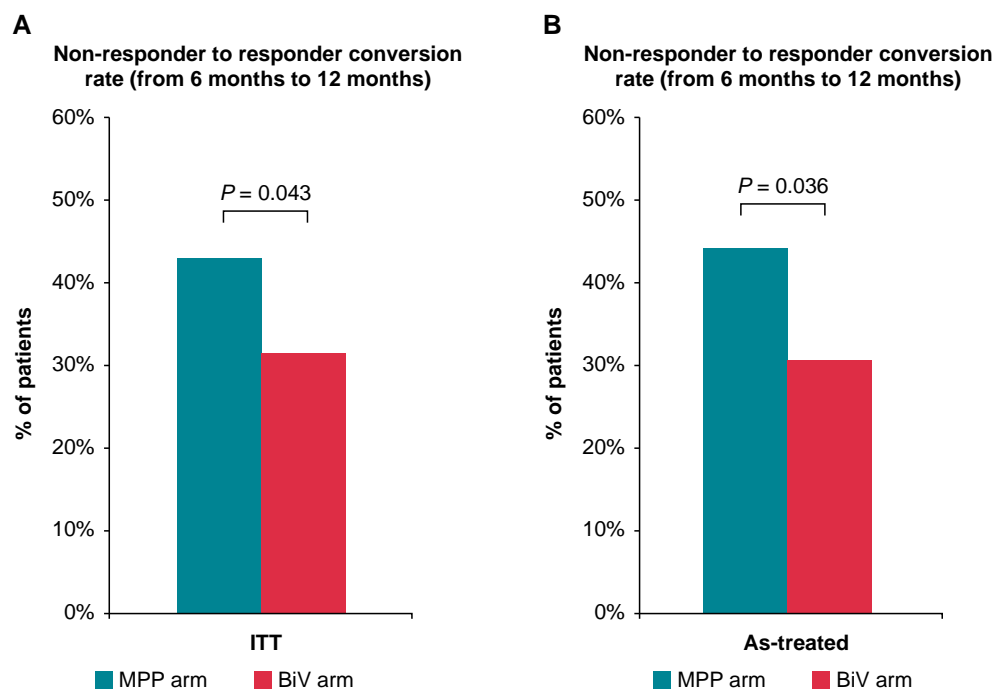 A
Non-responder to responder conversion
rate (from 6 months to 12 months)
60%
50%
40%
30%
20%
10%
0%
% of patients
P = 0.043
ITT
MPP arm
BiV arm
B
Non-responder to responder conversion
rate (from 6 months to 12 months)
60%
50%
40%
30%
20%
10%
0%
% of patients
P = 0.036
As-treated
MPP arm
BiV arm